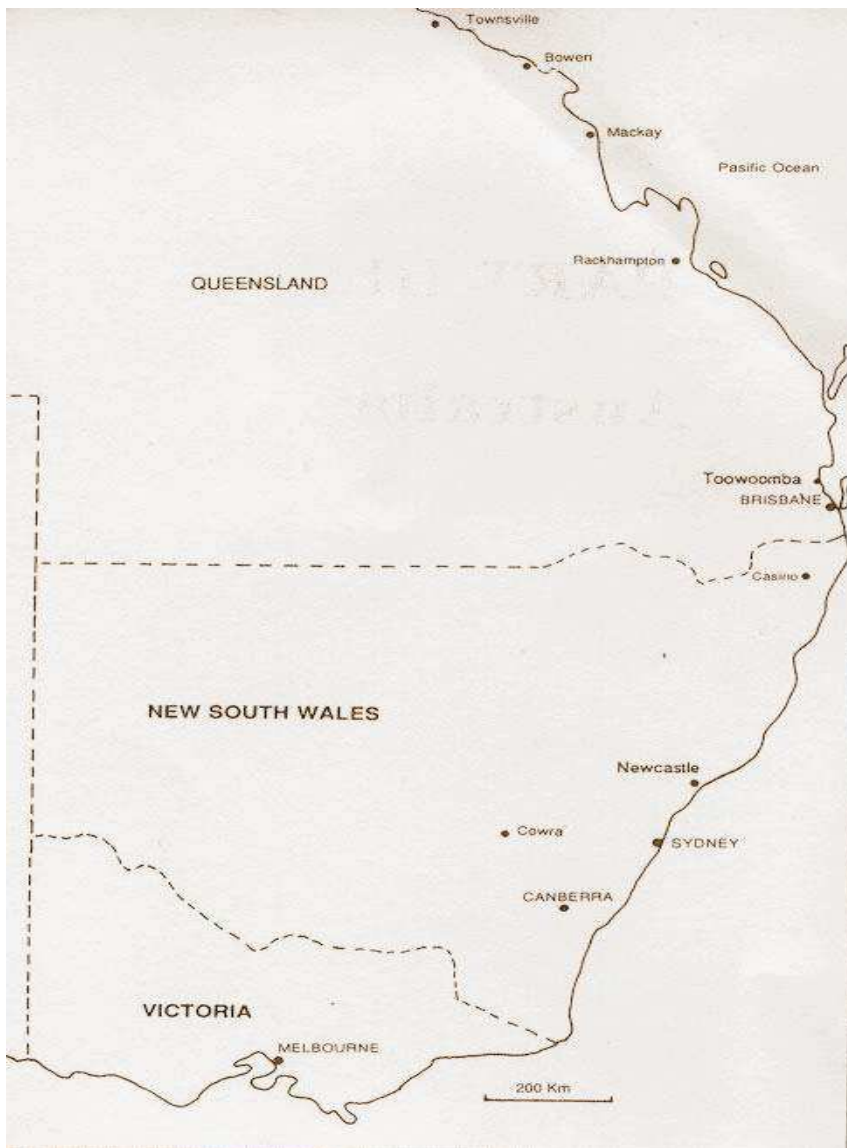 Townsville
Bowen
Mackay
Pasific Ocean
Rackhampton
QUEENSLAND
Toowoomba
BRISBANE
Casino
NEW SOUTH WALES
Newcastle
Cowra
SYDNEY
CANBERRA
VICTORIA
MELBOURNE
200 Km